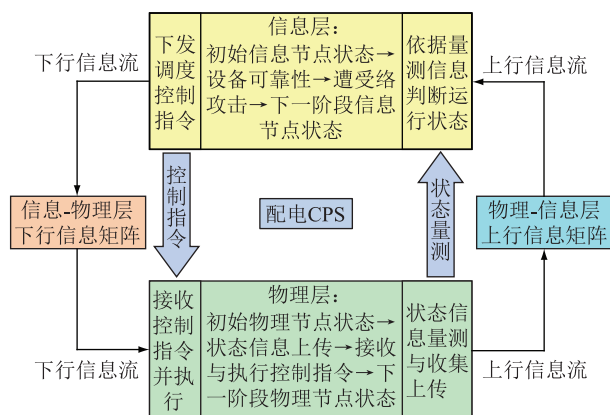 下发
调度
控制
指令
信息层：
初始信息节点状态→
设备可靠性→遭受络
攻击→下一阶段信息
节点状态
依据量
测信息
判断运
行状态
下行信息流
上行信息流
信息-物理层
下行信息矩阵
控制指令
配电CPS
状态量测
物理-信息层
上行信息矩阵
接收
控制
指令
并执行
物理层：
初始物理节点状态→
状态信息上传→接收
与执行控制指令→下
一阶段物理节点状态
状态信
息量测
与收集
上传
下行信息流
上行信息流